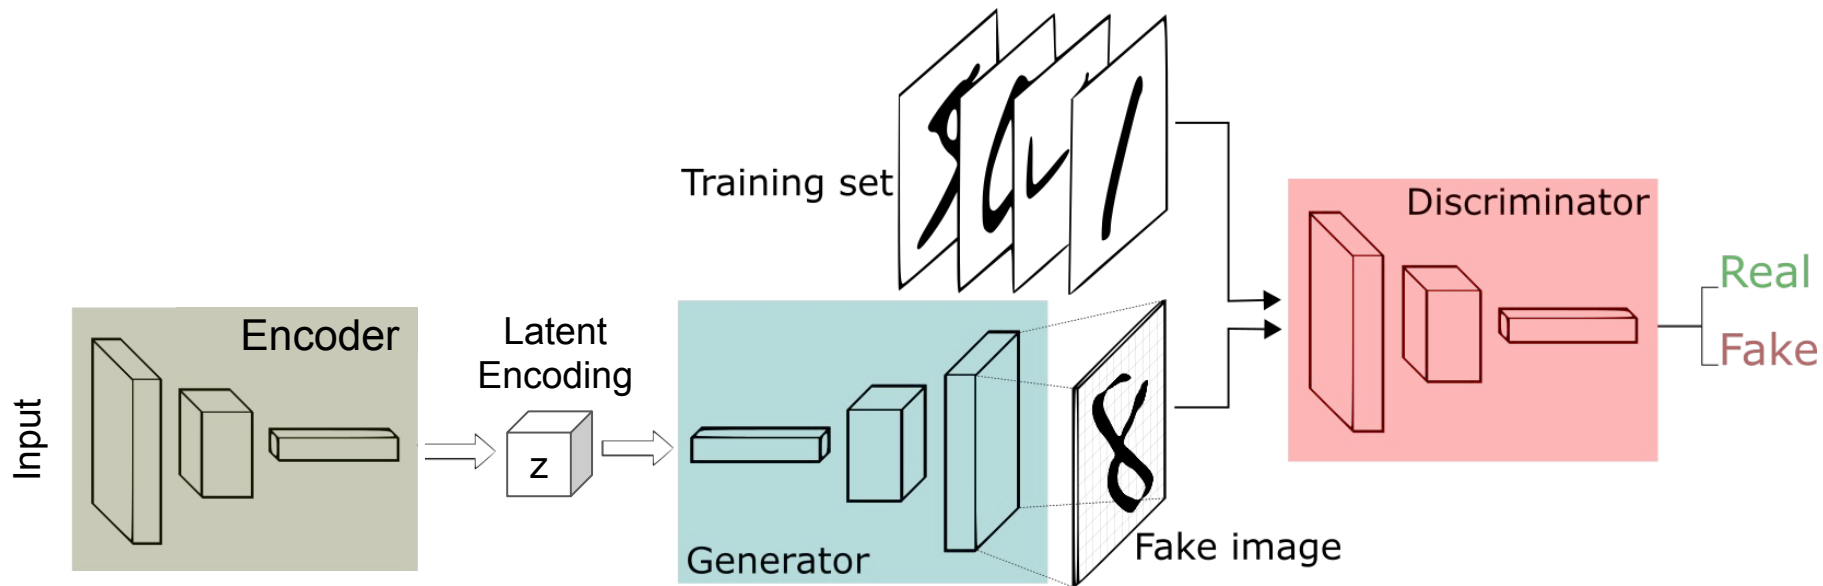 Training set
Discriminator
Real
Fake
Input
Encoder
Latent
Encoding
z
Generator
Fake image